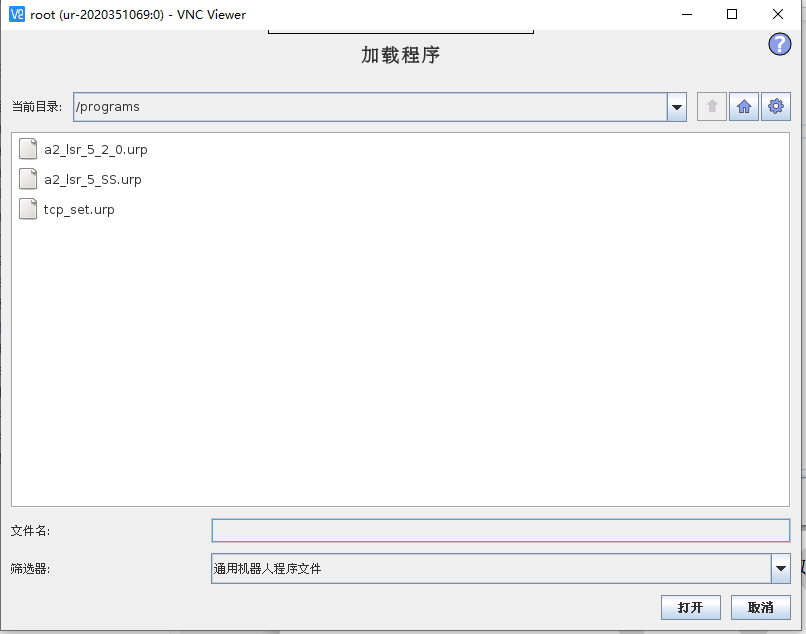 root (ur-2020351069:0) - VNC Viewer
加载程序
当前目录: /programs
a2_lsr_5_2_0.urp
a2_lsr_5_SS.urp
tcp_set.urp
文件名:
筛选器: 通用机器人程序文件
打开 取消